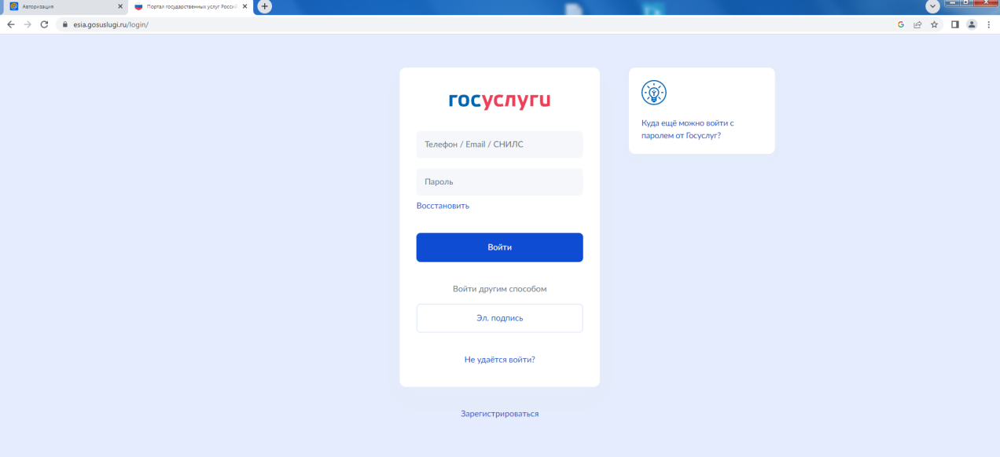 Авторизация
Портал государственных услуг Россий
esia.gosuslugi.ru/login/
госуслуги
Телефон / Email / СНИЛС
Пароль
Восстановить
Войти
Войти другим способом
Эл. подпись
Не удаётся войти?
Зарегистрироваться
Куда ещё можно войти с
паролем от Госуслуг?